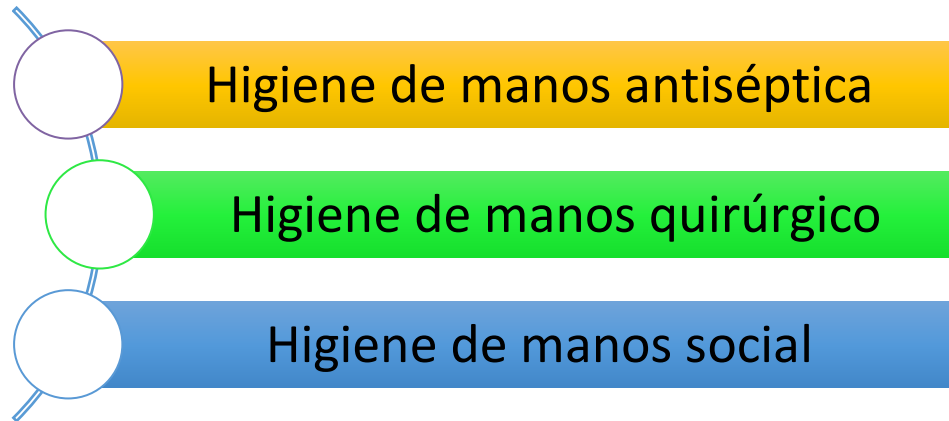 Higiene de manos antiséptica
Higiene de manos quirúrgico
Higiene de manos social